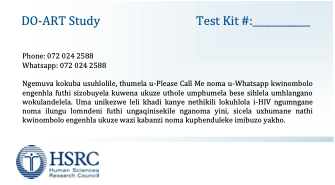 DO-ART Study
Test Kit #:____________
Phone: 072 024 2588
Whatsapp: 072 024 2588
Ngemuva kokuba usuhlolile, thumela u-Please Call Me noma u-Whatsapp kwinombolo
engenhla futhi sizobuyela kuwena ukuze uthole umphumela bese sihlela umhlangano
wokulandelela. Uma unikezwe leli khadi kanye nethikili lokuhlola i-HIV ngumngane
noma ilungu lomndeni futhi ungaqinisekile nganoma yini, sicela uxhumane nathi
kwinombolo engenhla ukuze wazi kabanzi noma kuphenduleke imibuzo yakho.
HSRC
Human Sciences
Research Council